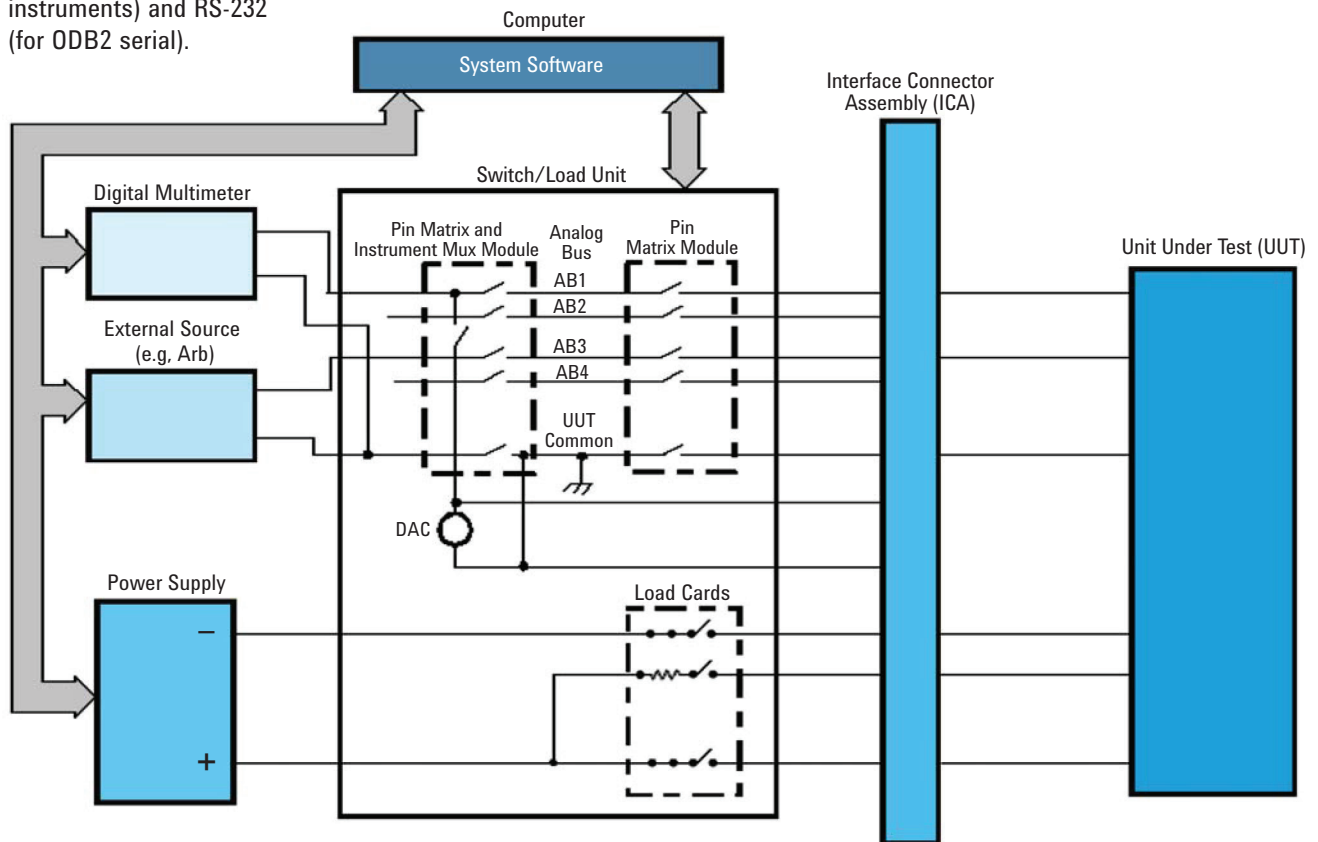 instruments) and RS-232
(for ODB2 serial).
Computer
System Software
Interface Connector
Assembly (ICA)
Switch/Load Unit
Digital Multimeter
Pin Matrix and
Instrument Mux Module
Analog
Bus
Pin
Matrix Module
Unit Under Test (UUT)
AB1
AB2
External Source
(e.g, Arb)
AB3
AB4
UUT
Common
DAC
Power Supply
Load Cards
−
+